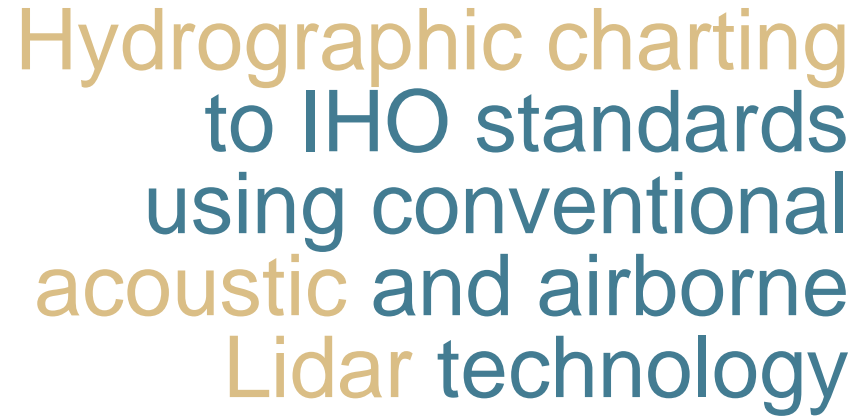 Hydrographic charting
to IHO standards
using conventional
acoustic and airborne
Lidar technology